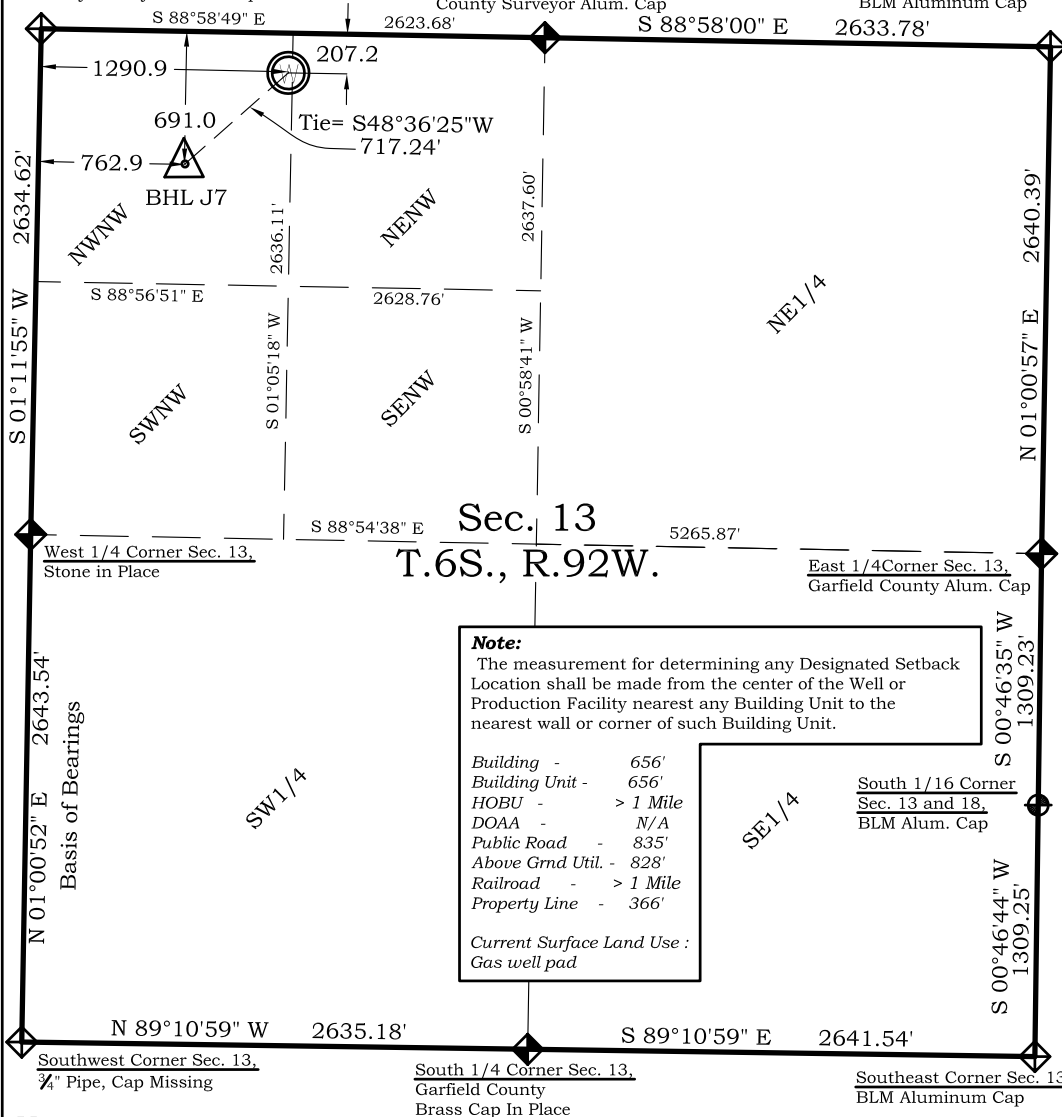 County Surveyor Alum. Cap
BLM Aluminum Cap
S 88°58'49" E
2623.68'
S 88°58'00" E
2633.78'
1290.9
207.2
691.0
Tie= S48°36'25"W
717.24'
762.9
BHL J7
2634.62'
S 01°11'55" W
NWNW
NENW
2636.11'
S 01°05'18" W
2637.60'
S 00°58'41" W
2640.39'
N 01°00'57" E
NE1/4
S 88°56'51" E
2628.76'
SWNW
SENW
S 88°54'38" E
Sec. 13
5265.87'
T.6S., R.92W.
West 1/4 Corner Sec. 13,
Stone in Place
East 1/4Corner Sec. 13,
Garfield County Alum. Cap
Note:
The measurement for determining any Designated Setback
Location shall be made from the center of the Well or
Production Facility nearest any Building Unit to the
nearest wall or corner of such Building Unit.
Building - 656'
Building Unit - 656'
HOBU - > 1 Mile
DOAA - N/A
Public Road - 835'
Above Grnd Util. - 828'
Railroad - > 1 Mile
Property Line - 366'
Current Surface Land Use :
Gas well pad
S 00°46'35" W
1309.23'
South 1/16 Corner
Sec. 13 and 18,
BLM Alum. Cap
S 00°46'44" W
1309.25'
2643.54'
N 01°00'52" E
Basis of Bearings
SW1/4
SE1/4
N 89°10'59" W
2635.18'
S 89°10'59" E
2641.54'
Southwest Corner Sec. 13,
3/4" Pipe, Cap Missing
South 1/4 Corner Sec. 13,
Garfield County
Brass Cap In Place
Southeast Corner Sec. 13
BLM Aluminum Cap